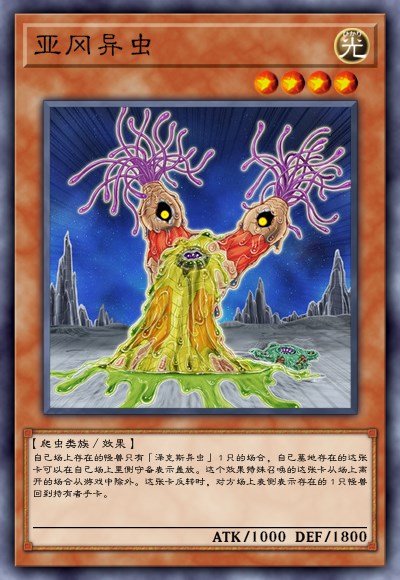 亚冈异虫
光
【爬虫类族／效果】
自己场上存在的怪兽只有「泽克斯异虫」1只的场合，自己墓地存在的这张
卡可以在自己场上里侧守备表示盖放。这个效果特殊召唤的这张卡从场上离
开的场合从游戏中除外。这张卡反转时，对方场上表侧表示存在的1只怪兽
回到持有者手卡。
ATK/1000 DEF/1800